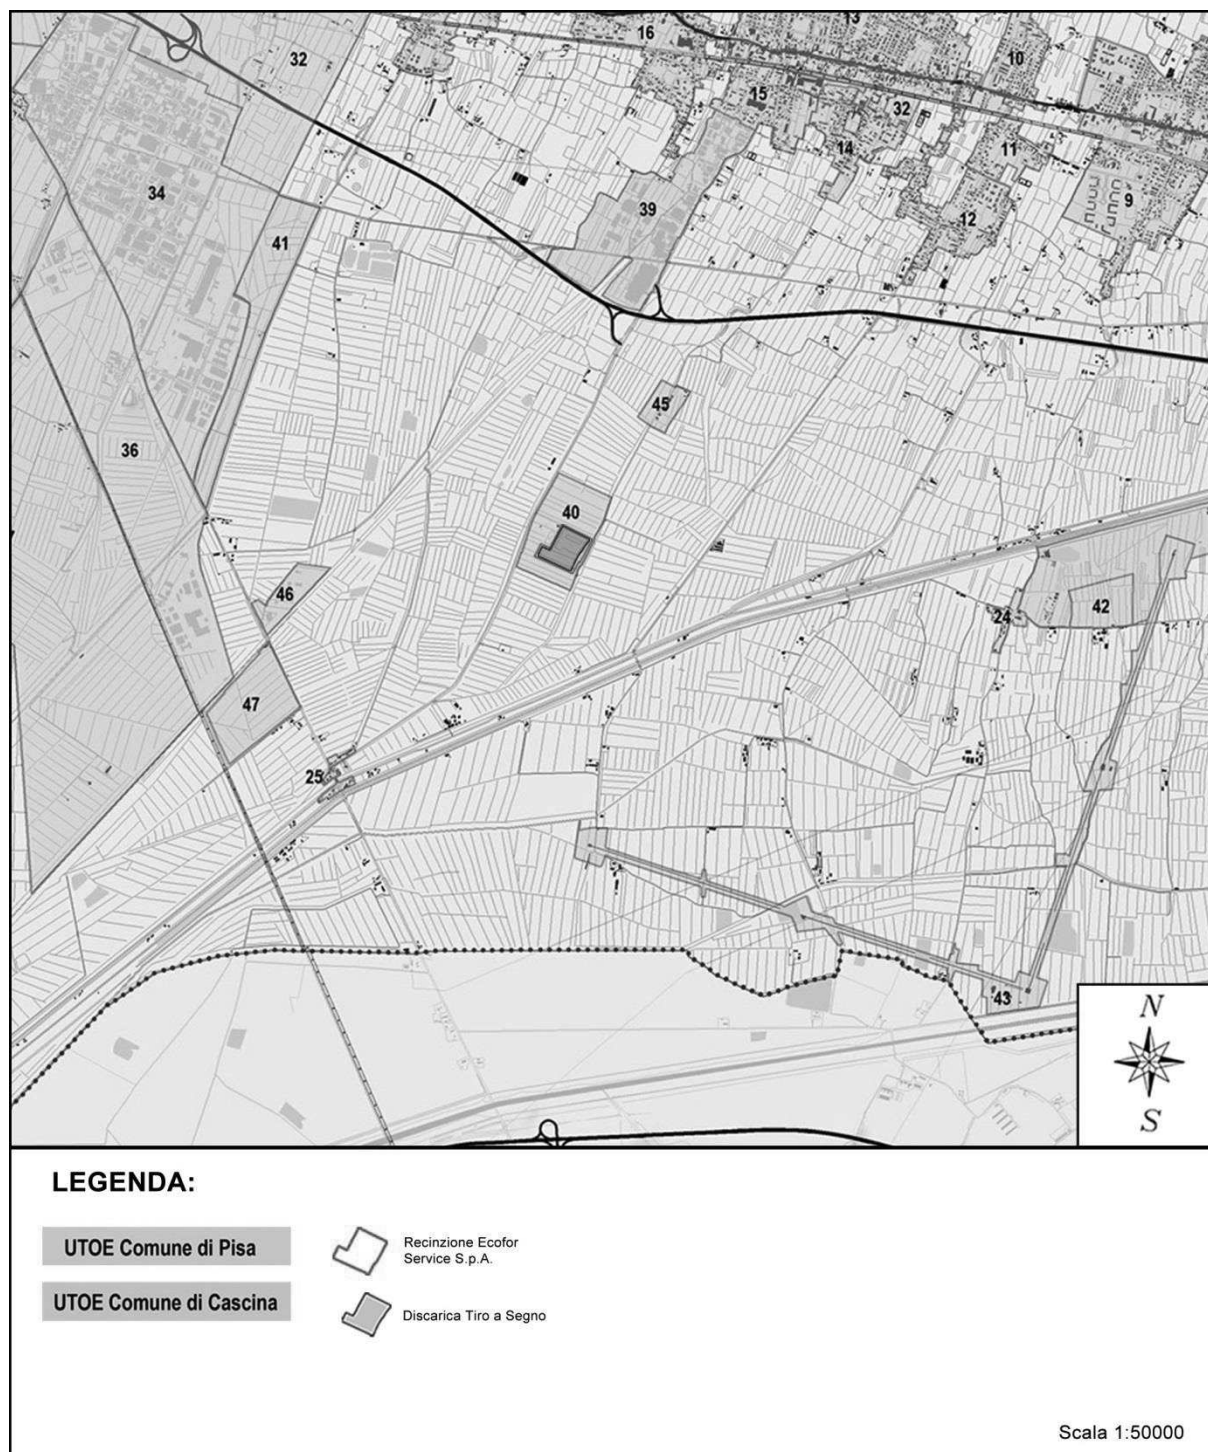 16
13
32
10
15
32
14
11
34
9
39
12
41
45
36
40
46
42
24
47
25
43
N
S
LEGENDA:
UTOE Comune di Pisa
Recinzione Ecofor
Service S.p.A.
UTOE Comune di Cascina
Discarica Tiro a Segno
Scala 1:50000